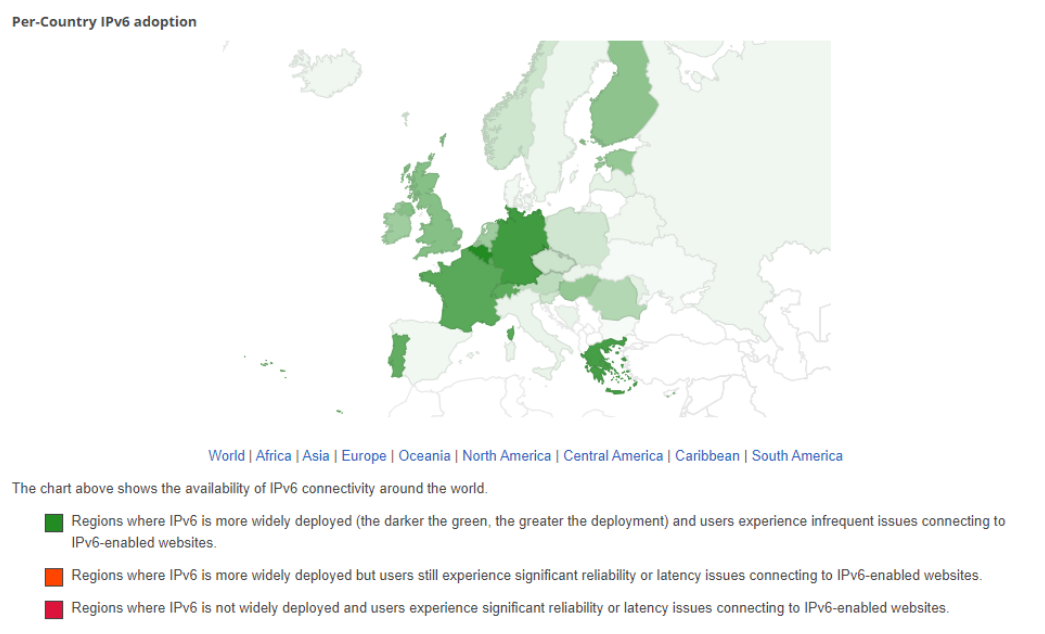 Per-Country IPv6 adoption
World | Africa | Asia | Europe | Oceania | North America | Central America | Caribbean | South America
The chart above shows the availability of IPv6 connectivity around the world.
Regions where IPv6 is more widely deployed (the darker the green, the greater the deployment) and users experience infrequent issues connecting to
IPv6-enabled websites.
Regions where IPv6 is more widely deployed but users still experience significant reliability or latency issues connecting to IPv6-enabled websites.
Regions where IPv6 is not widely deployed and users experience significant reliability or latency issues connecting to IPv6-enabled websites.